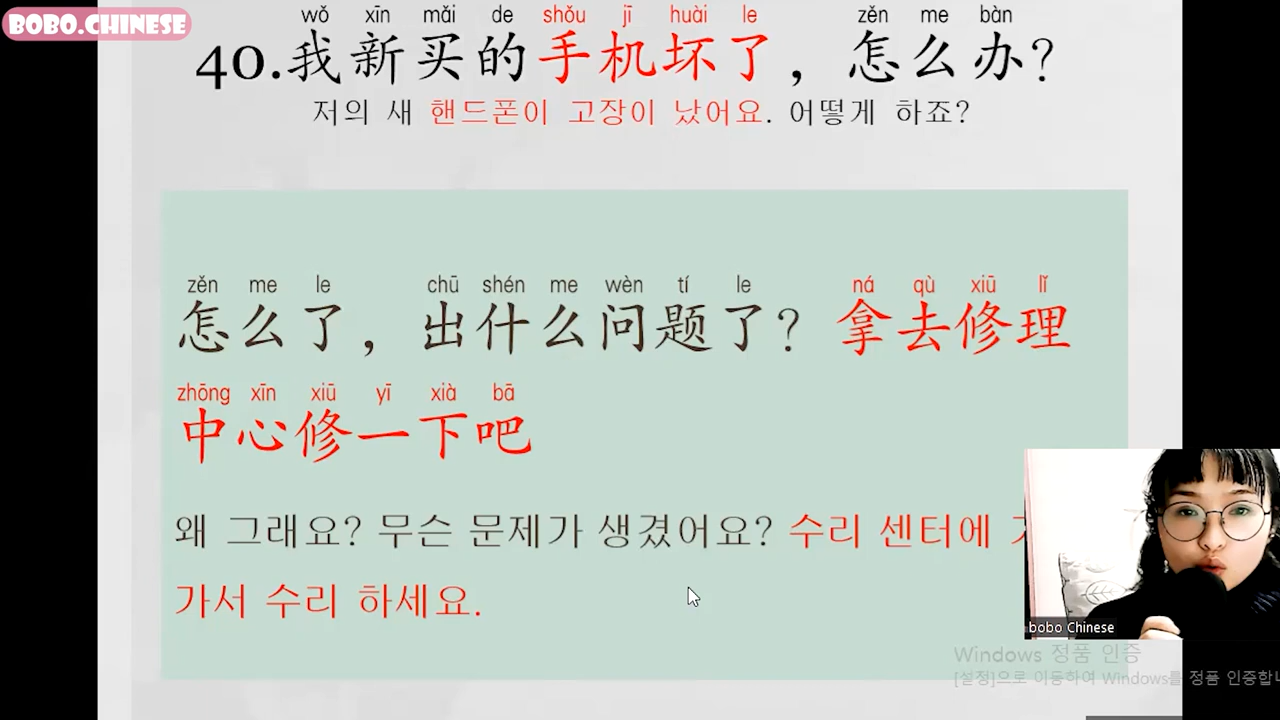 BOBO.CHINESE
wǒ xīn mǎi de shǒu jī huài le zěn me bàn
40.我新买的手机坏了，怎么办？
저의 새 핸드폰이 고장이 났어요. 어떻게 하죠?
zěn me le chū shén me wèn tí le ná qù xiū lǐ
怎么了，出什么问题了？拿去修理
zhōng xīn xiū yī xià bā
中心修一下吧
왜 그래요? 무슨 문제가 생겼어요? 수리 센터에
가서 수리 하세요.
bobo Chinese
Windows 정품 인증
[설정]으로 이동하여 Windows를 정품 인증합니